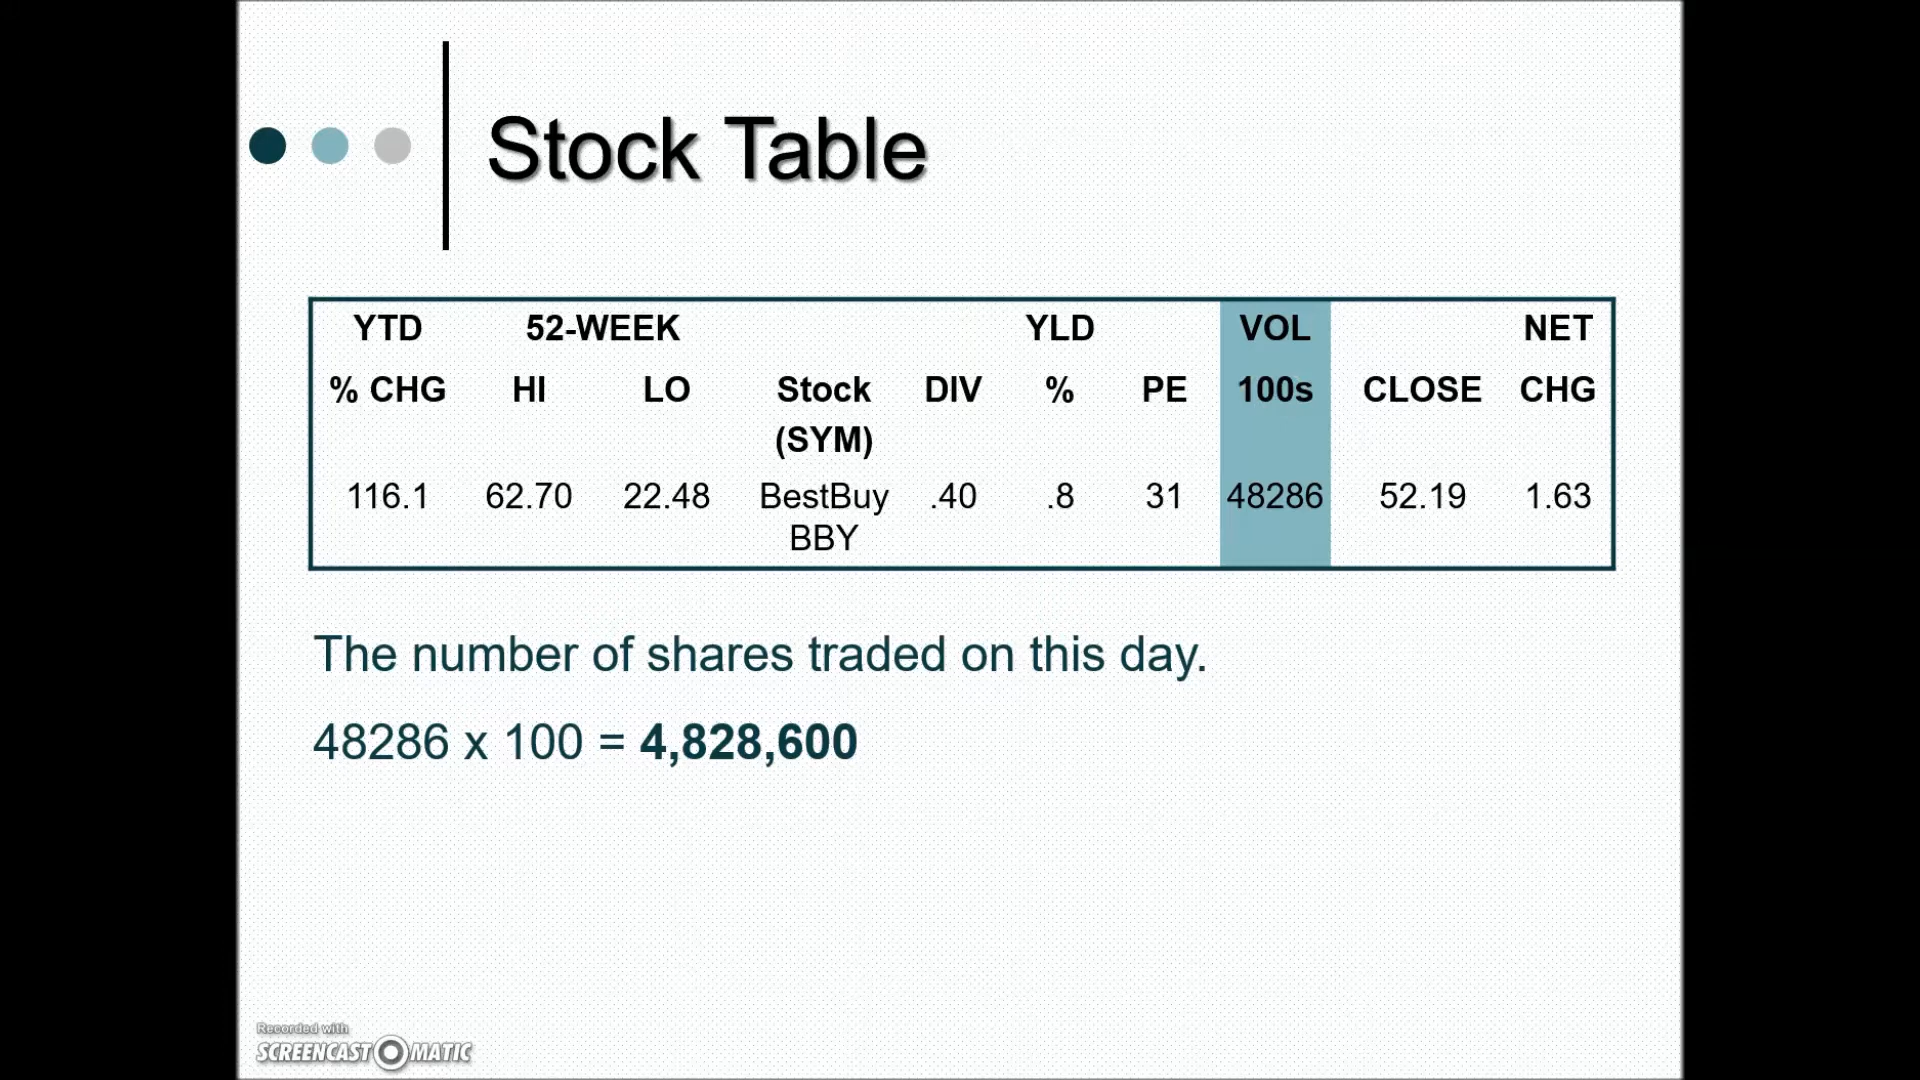 Stock Table
YTD 52-WEEK YLD VOL NET
% CHG HI LO Stock DIV % PE 100s CLOSE CHG
(SYM)
116.1 62.70 22.48 BestBuy .40 .8 31 48286 52.19 1.63
BBY
The number of shares traded on this day.
48286 x 100 = 4,828,600
Recorded with
SCREENCAST-O-MATIC